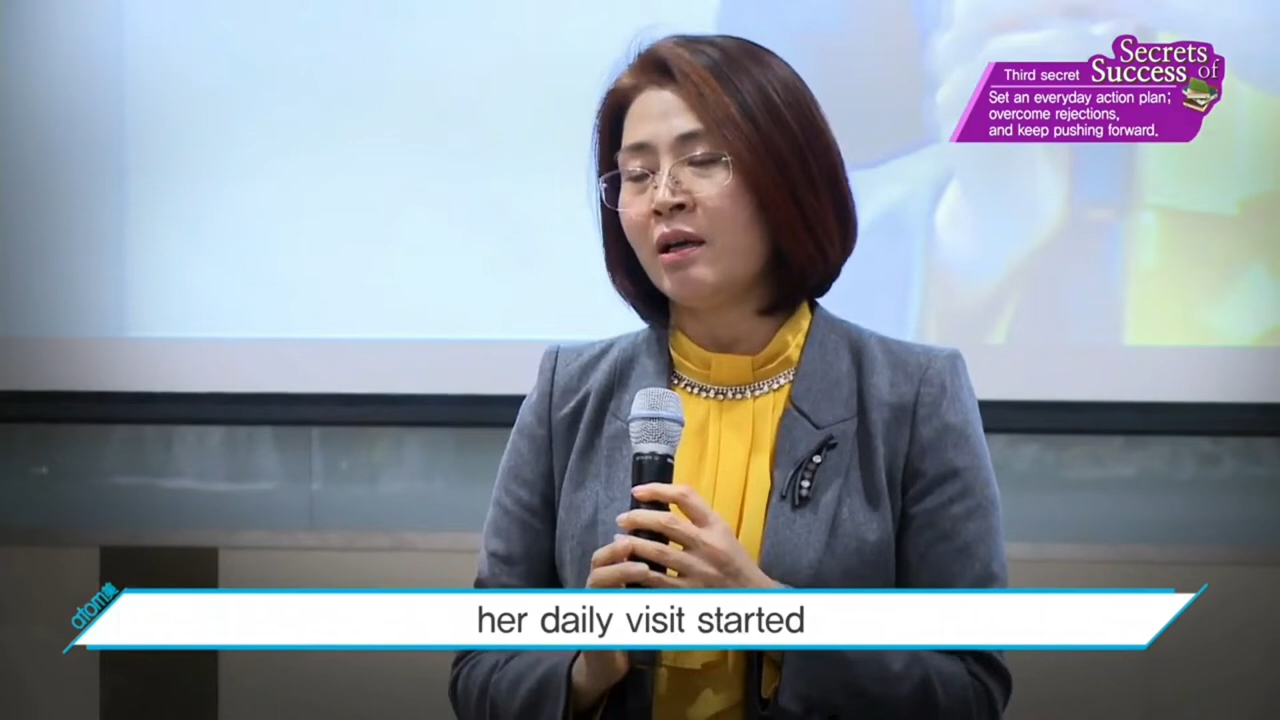 Secrets of
Success
Third secret
Set an everyday action plan;
overcome rejections,
and keep pushing forward.
her daily visit started